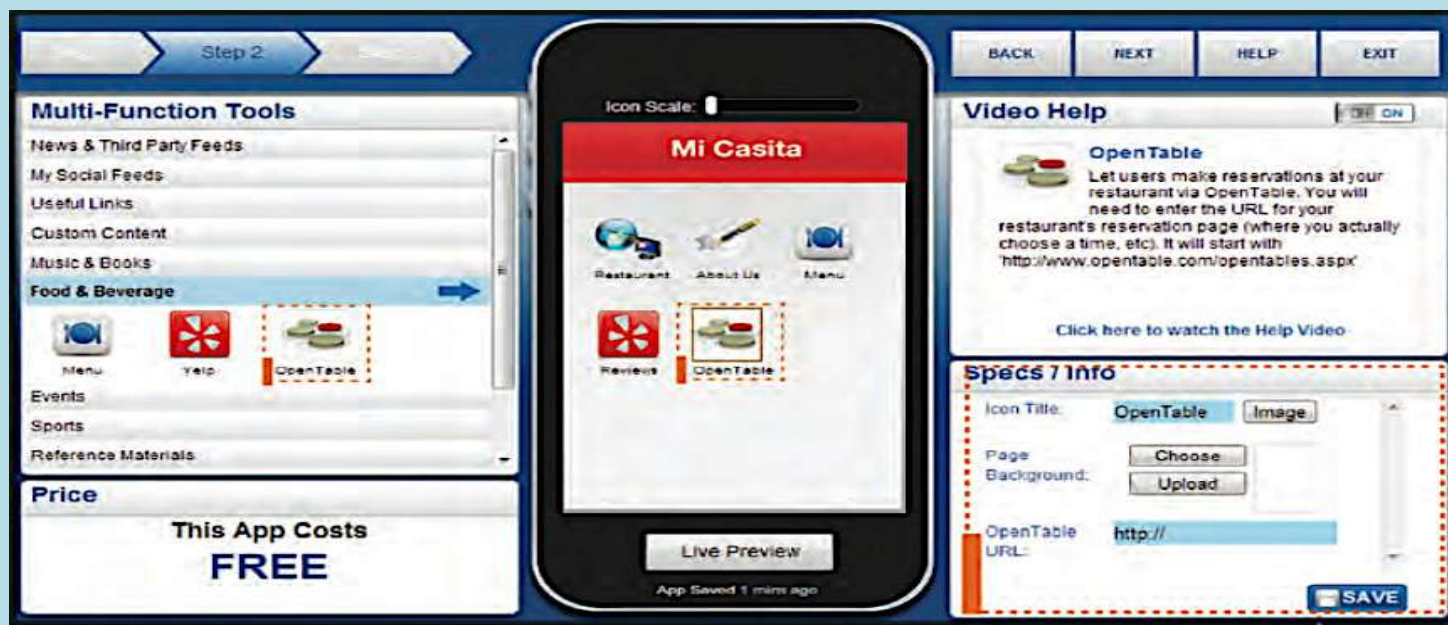 Step 2
BACK
NEXT
HELP
EXIT
Multi-Function Tools
News & Third Party Feeds
My Social Feeds
Useful Links
Custom Content
Music & Books
Food & Beverage
Menu
Yelp
OpenTable
Events
Sports
Reference Materials
Price
This App Costs
FREE
Icon Scale:
Mi Casita
Restaurant
About Us
Menu
Reviews
OpenTable
Live Preview
App Saved 1 mins ago
Video Help
OFF ON
OpenTable
Let users make reservations at your
restaurant via OpenTable. You will
need to enter the URL for your
restaurant's reservation page (where you actually
choose a time, etc). It will start with
'http://www.opentable.com/opentables.aspx'
Click here to watch the Help Video
Specs / Info
Icon Title:
OpenTable
Image
Page
Background:
Choose
Upload
OpenTable
URL:
http://
SAVE